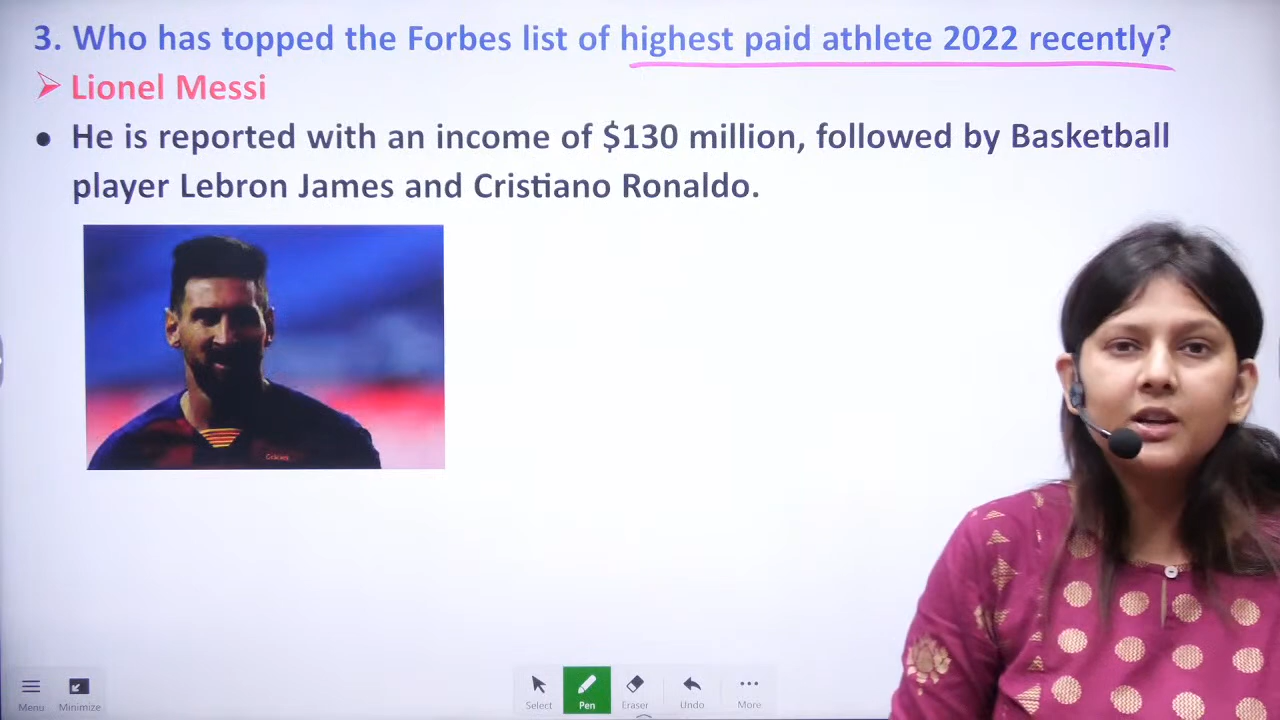 3. Who has topped the Forbes list of highest paid athlete 2022 recently?
➢ Lionel Messi
• He is reported with an income of $130 million, followed by Basketball
player Lebron James and Cristiano Ronaldo.
Menu
Minimize
Select
Pen
Eraser
Undo
More